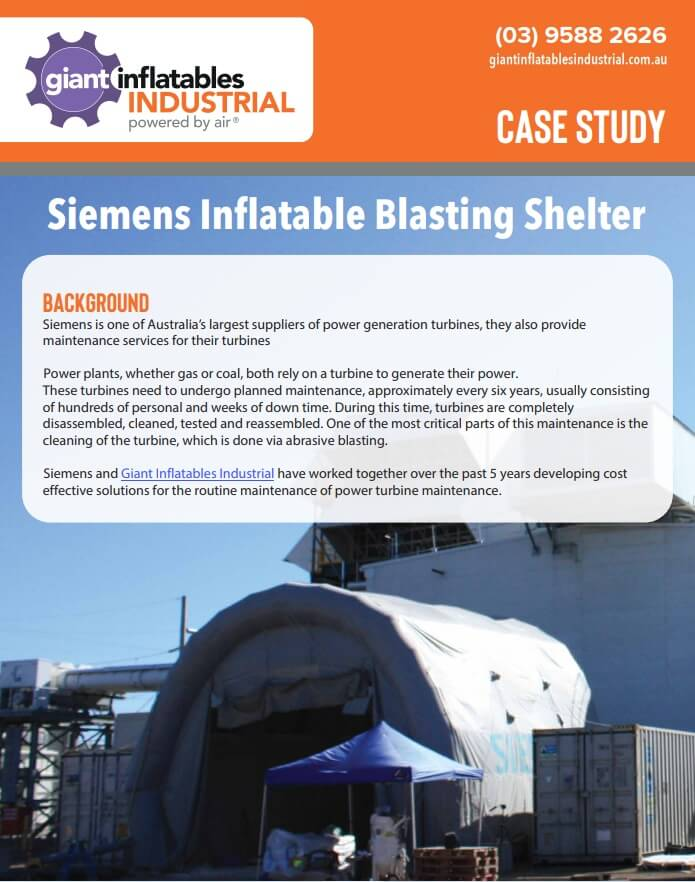 (03) 9588 2626
giantinflatablesindustrial.com.au
giant inflatables
INDUSTRIAL
powered by air®
CASE STUDY
Siemens Inflatable Blasting Shelter
BACKGROUND
Siemens is one of Australia's largest suppliers of power generation turbines, they also provide
maintenance services for their turbines
Power plants, whether gas or coal, both rely on a turbine to generate their power.
These turbines need to undergo planned maintenance, approximately every six years, usually consisting
of hundreds of personal and weeks of down time. During this time, turbines are completely
disassembled, cleaned, tested and reassembled. One of the most critical parts of this maintenance is the
cleaning of the turbine, which is done via abrasive blasting.
Siemens and Giant Inflatables Industrial have worked together over the past 5 years developing cost
effective solutions for the routine maintenance of power turbine maintenance.